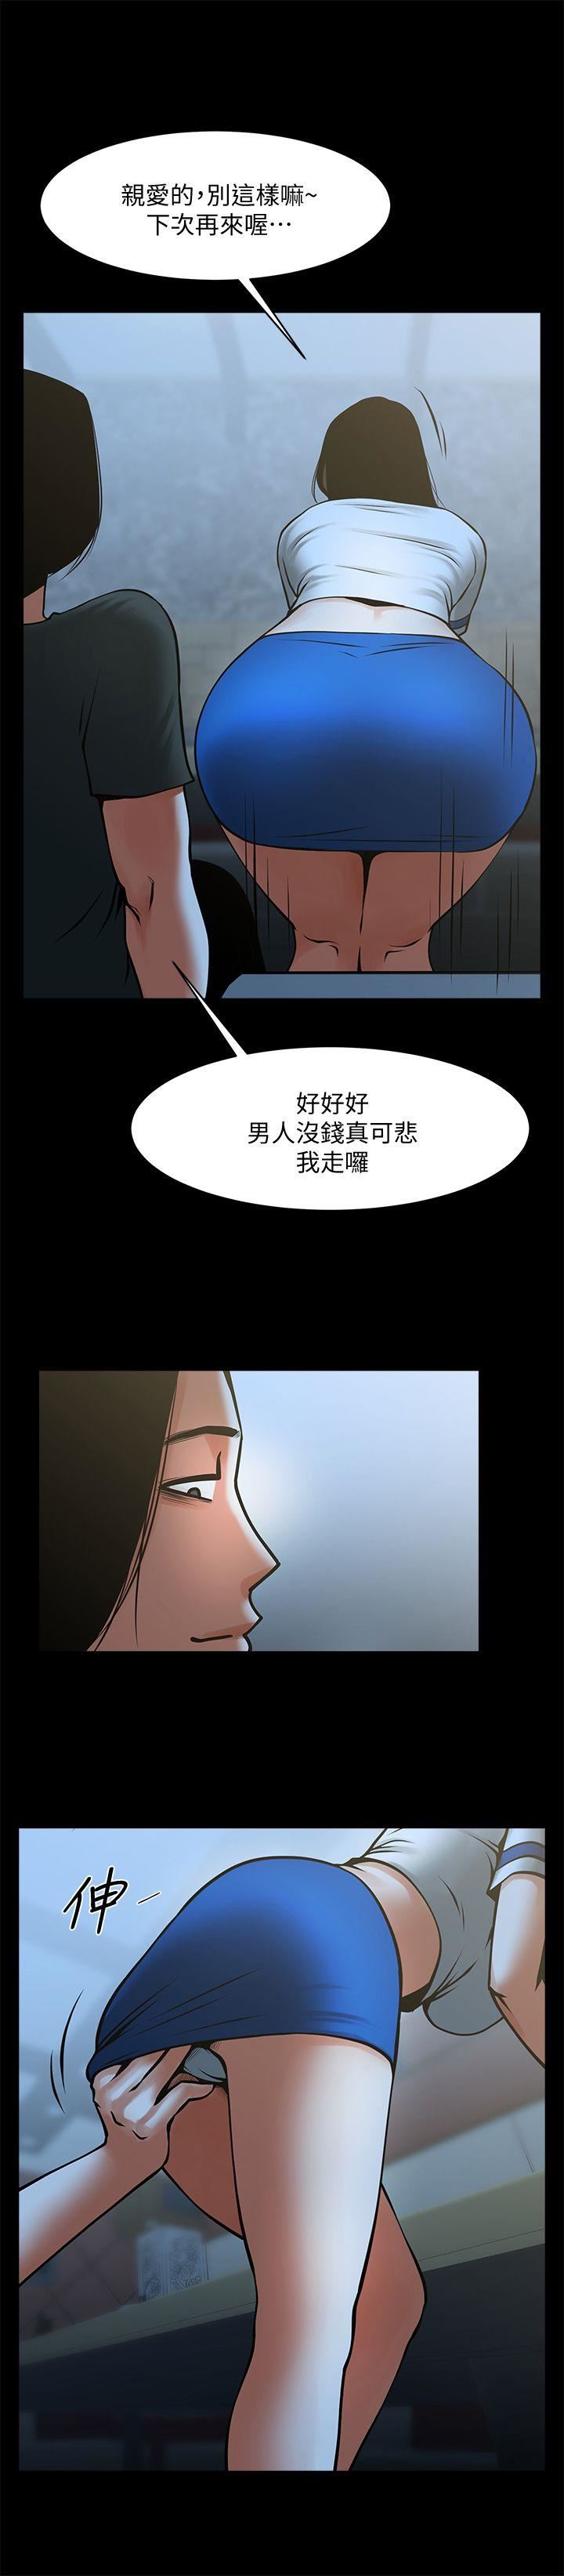 親愛的，別這樣嘛~
下次再來喔…
好好好
男人沒錢真可悲
我走囉
伸